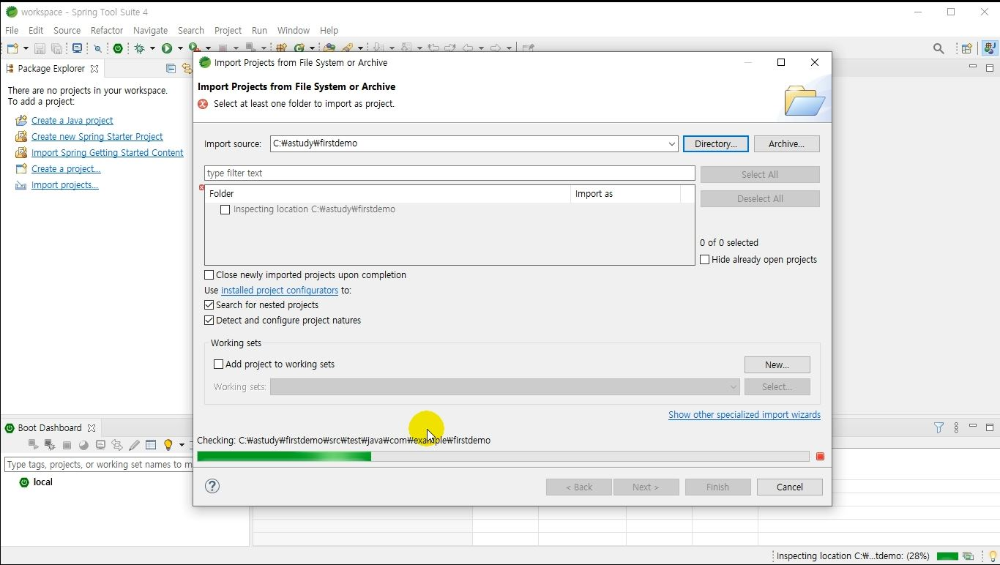 workspace - Spring Tool Suite 4
File Edit Source Refactor Navigate Search Project Run Window Help
Package Explorer
There are no projects in your workspace.
To add a project:
Create a Java project
Create new Spring Starter Project
Import Spring Getting Started Content
Create a project...
Import projects...
Import Projects from File System or Archive
Import Projects from File System or Archive
Select at least one folder to import as project.
Import source: C:₩astudy₩firstdemo Directory... Archive...
type filter text Select All
Folder Import as Deselect All
Inspecting location C:₩astudy₩firstdemo
0 of 0 selected
Hide already open projects
Close newly imported projects upon completion
Use installed project configurators to:
Search for nested projects
Detect and configure project natures
Working sets
Add project to working sets New...
Working sets: Select...
Show other specialized import wizards
Checking: C:₩astudy₩firstdemo₩src₩test₩java₩com₩example₩firstdemo
< Back Next > Finish Cancel
Boot Dashboard
Type tags, projects, or working set names to m
local
Inspecting location C:₩...tdemo: (28%)